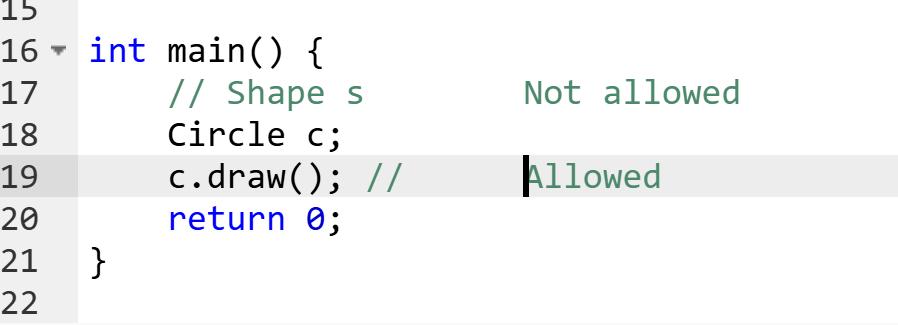 15
16 int main() {
17     // Shape s        Not allowed
18     Circle c;
19     c.draw(); //      Allowed
20     return 0;
21 }
22